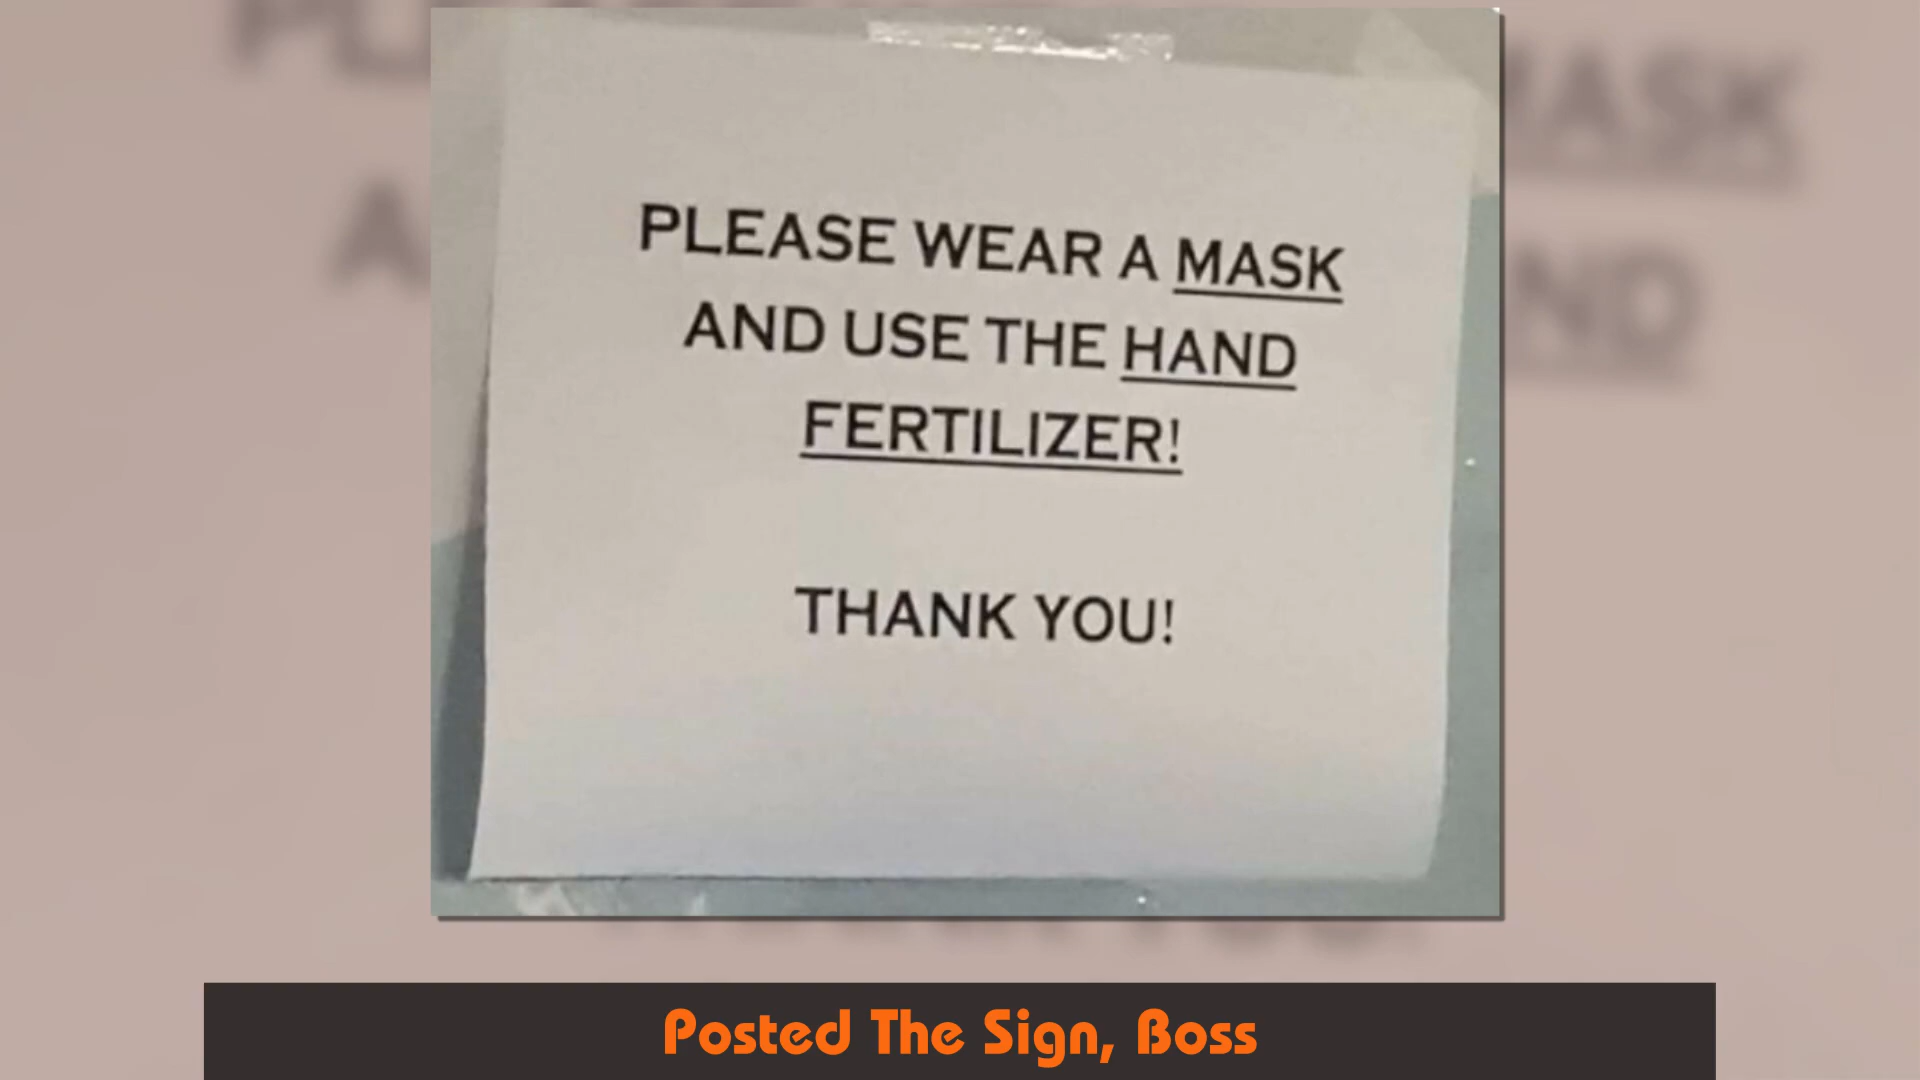 PLEASE WEAR A MASK
AND USE THE HAND
FERTILIZER!
THANK YOU!
Posted The Sign, Boss